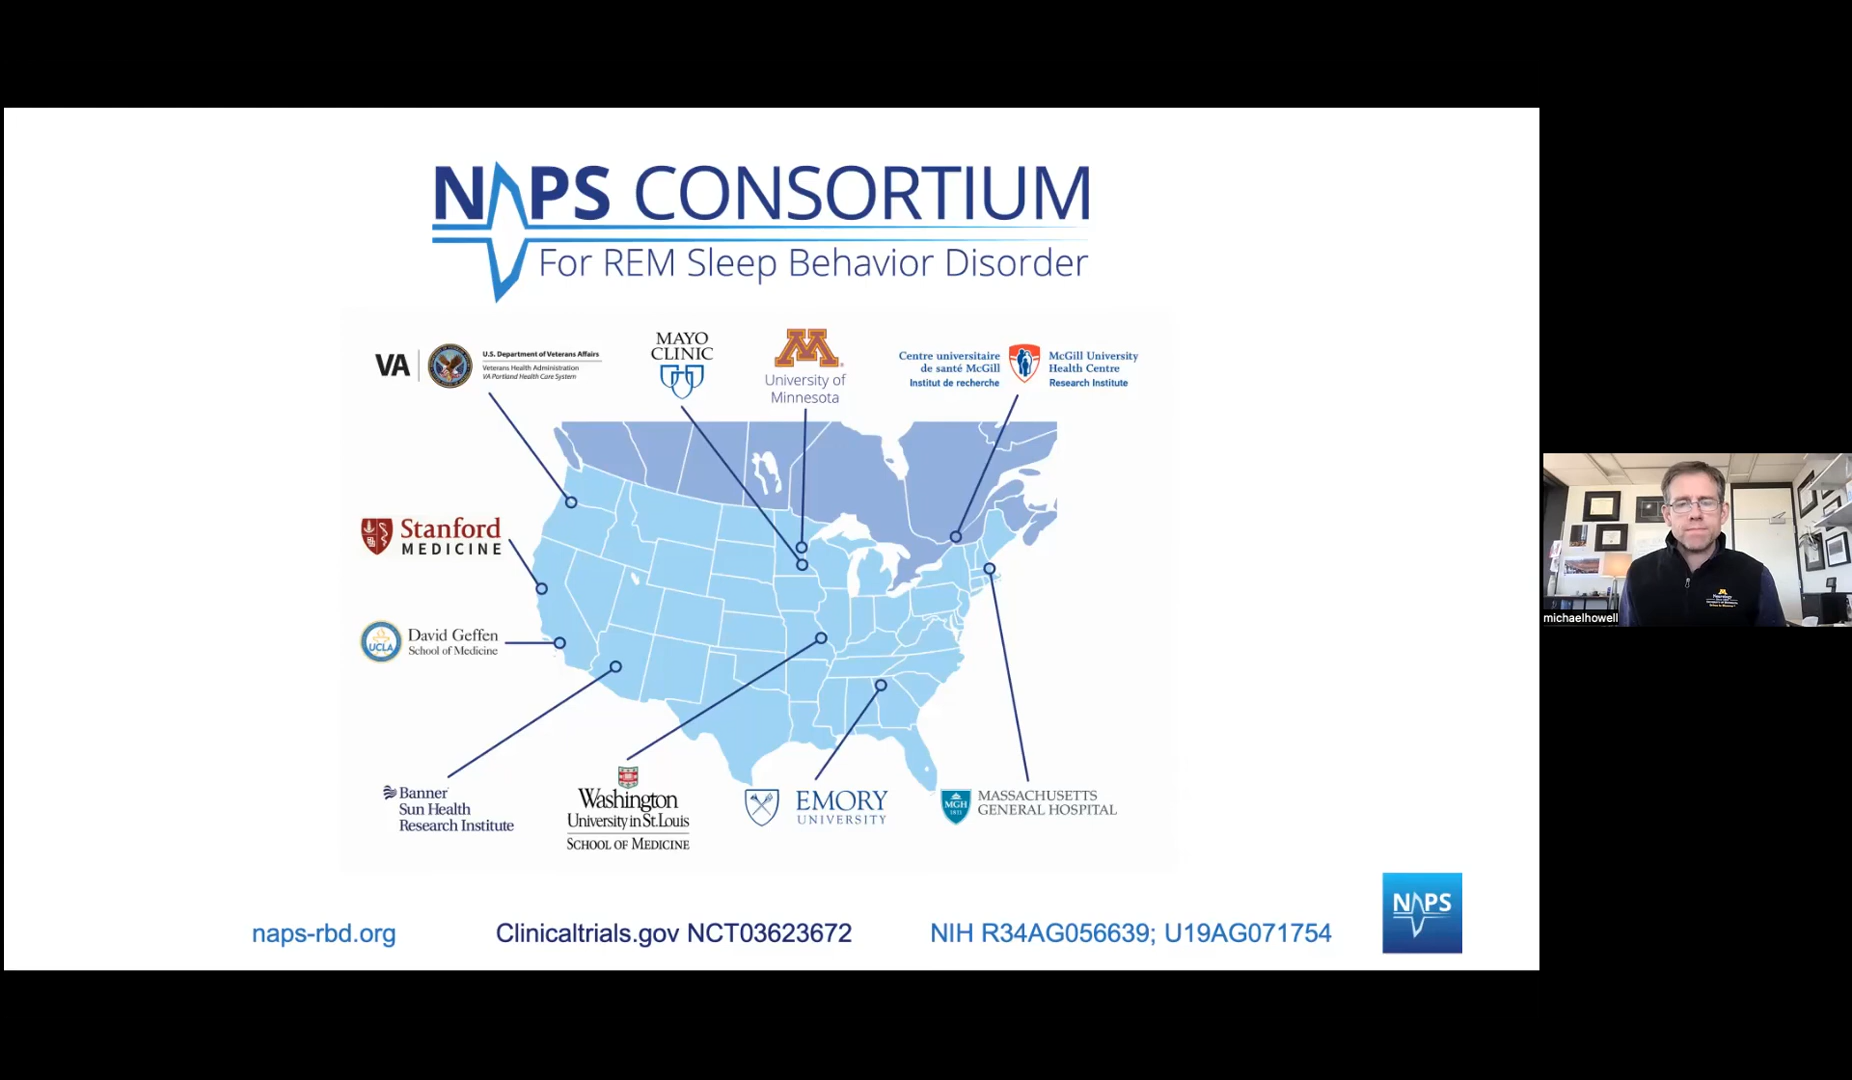 NAPS CONSORTIUM
For REM Sleep Behavior Disorder
VA
U.S. Department of Veterans Affairs
Veterans Health Administration
VA Portland Health Care System
MAYO
CLINIC
University of
Minnesota
Centre universitaire
de santé McGill
Institut de recherche
McGill University
Health Centre
Research Institute
Stanford
MEDICINE
UCLA
David Geffen
School of Medicine
Banner
Sun Health
Research Institute
Washington
University in St. Louis
SCHOOL OF MEDICINE
EMORY
UNIVERSITY
MGH
1811
MASSACHUSETTS
GENERAL HOSPITAL
naps-rbd.org
Clinicaltrials.gov NCT03623672
NIH R34AG056639; U19AG071754
NAPS
michaelhowell